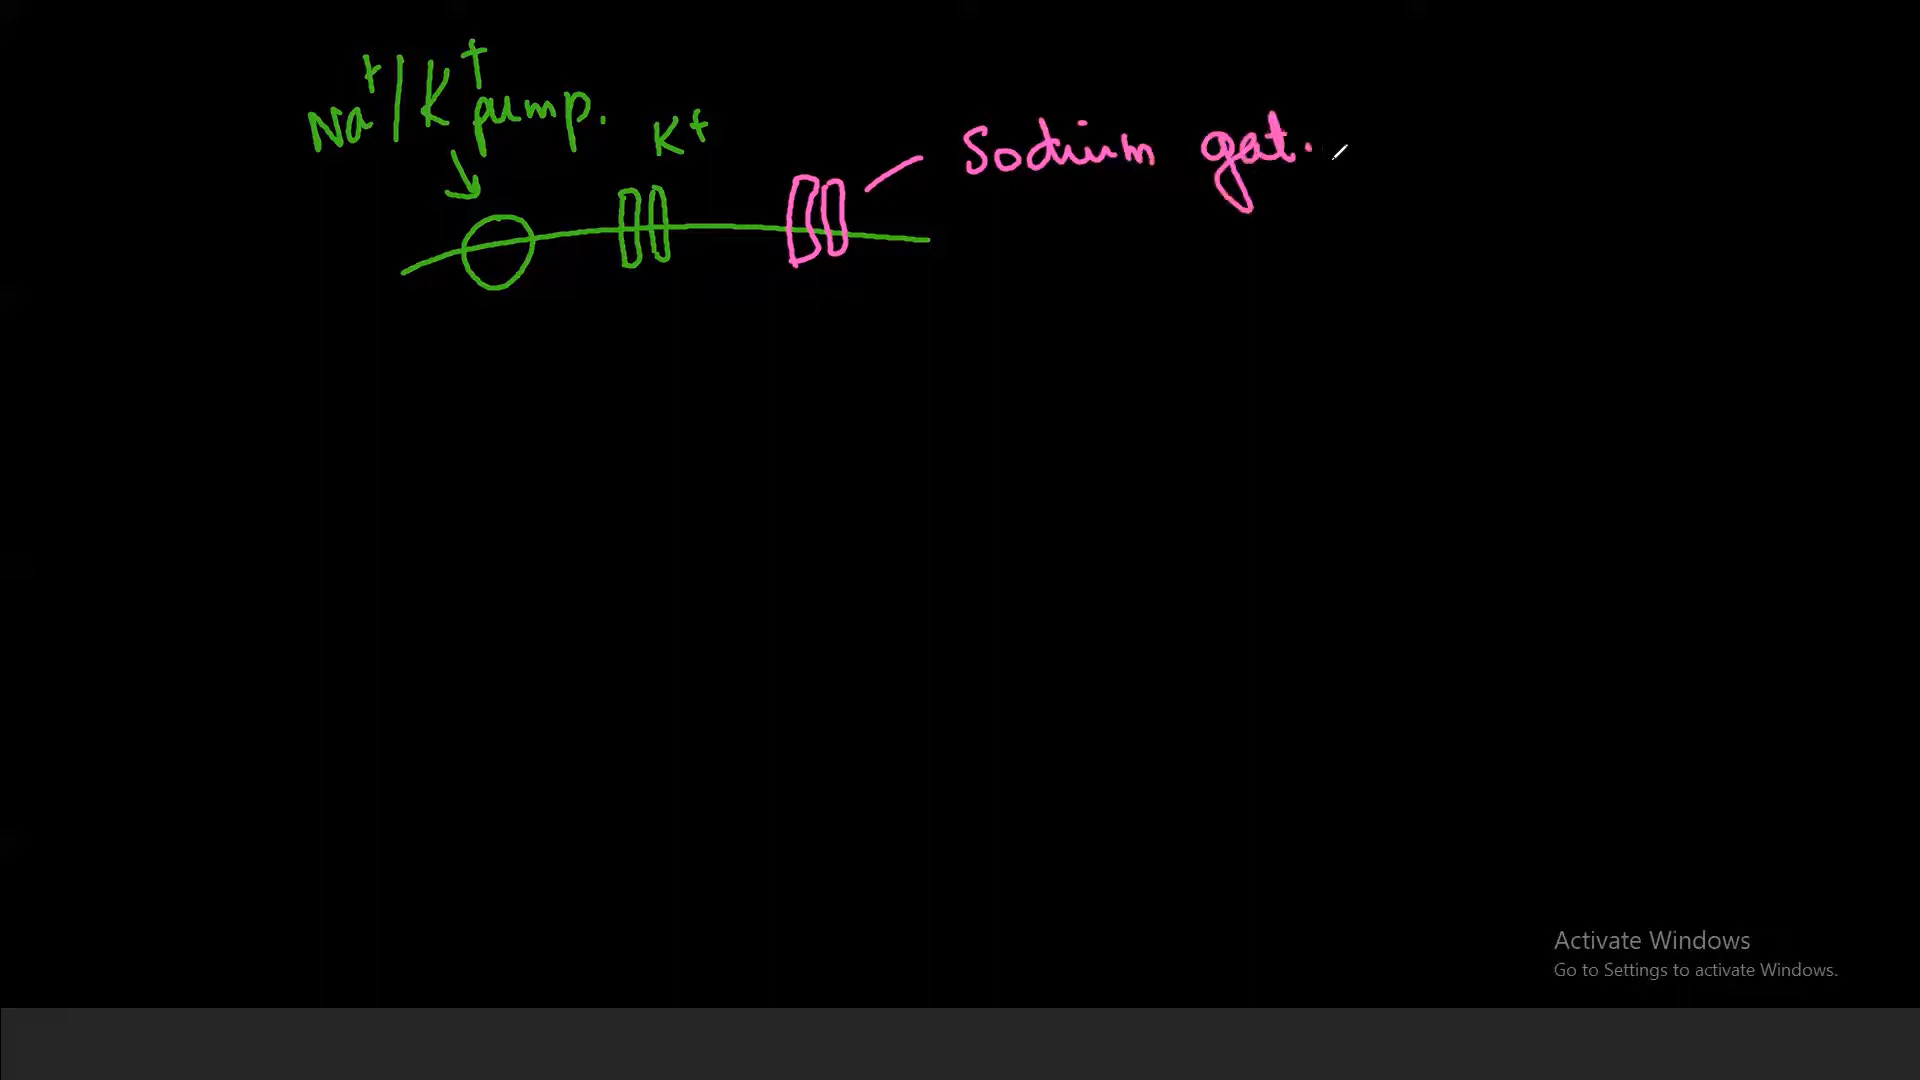 Na⁺/K⁺ pump.
K⁺
Sodium gat.
Activate Windows
Go to Settings to activate Windows.